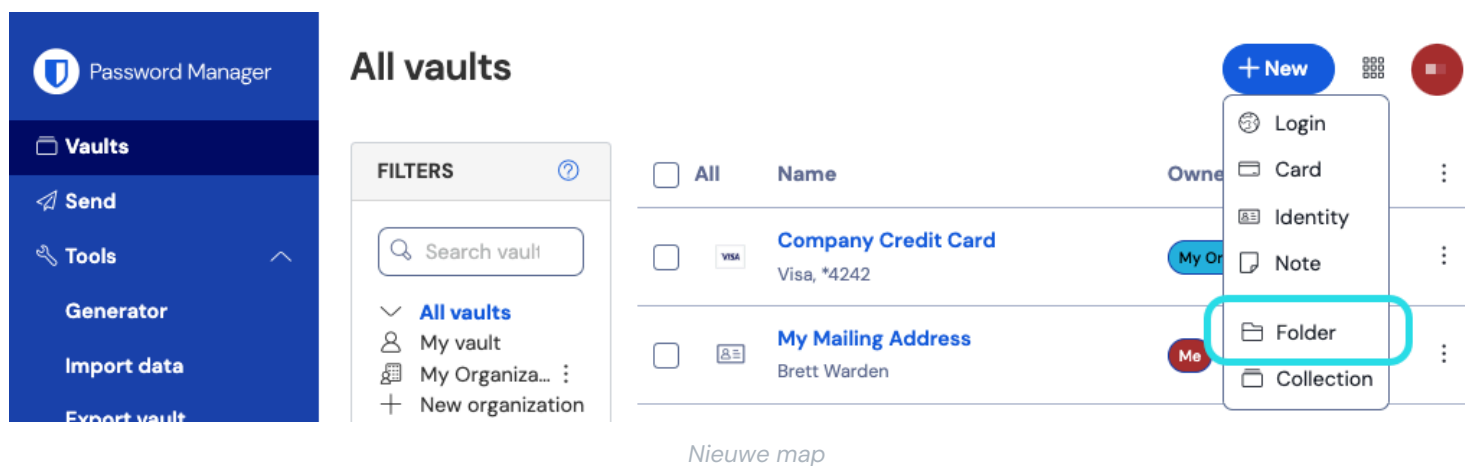 Password Manager
Vaults
Send
Tools
Generator
Import data
Export vault
All vaults
+ New
FILTERS
Search vault
All vaults
My vault
My Organiza...
New organization
All Name Owne
VISA
Company Credit Card
Visa, *4242
My Or
My Mailing Address
Brett Warden
Me
Login
Card
Identity
Note
Folder
Collection
Nieuwe map